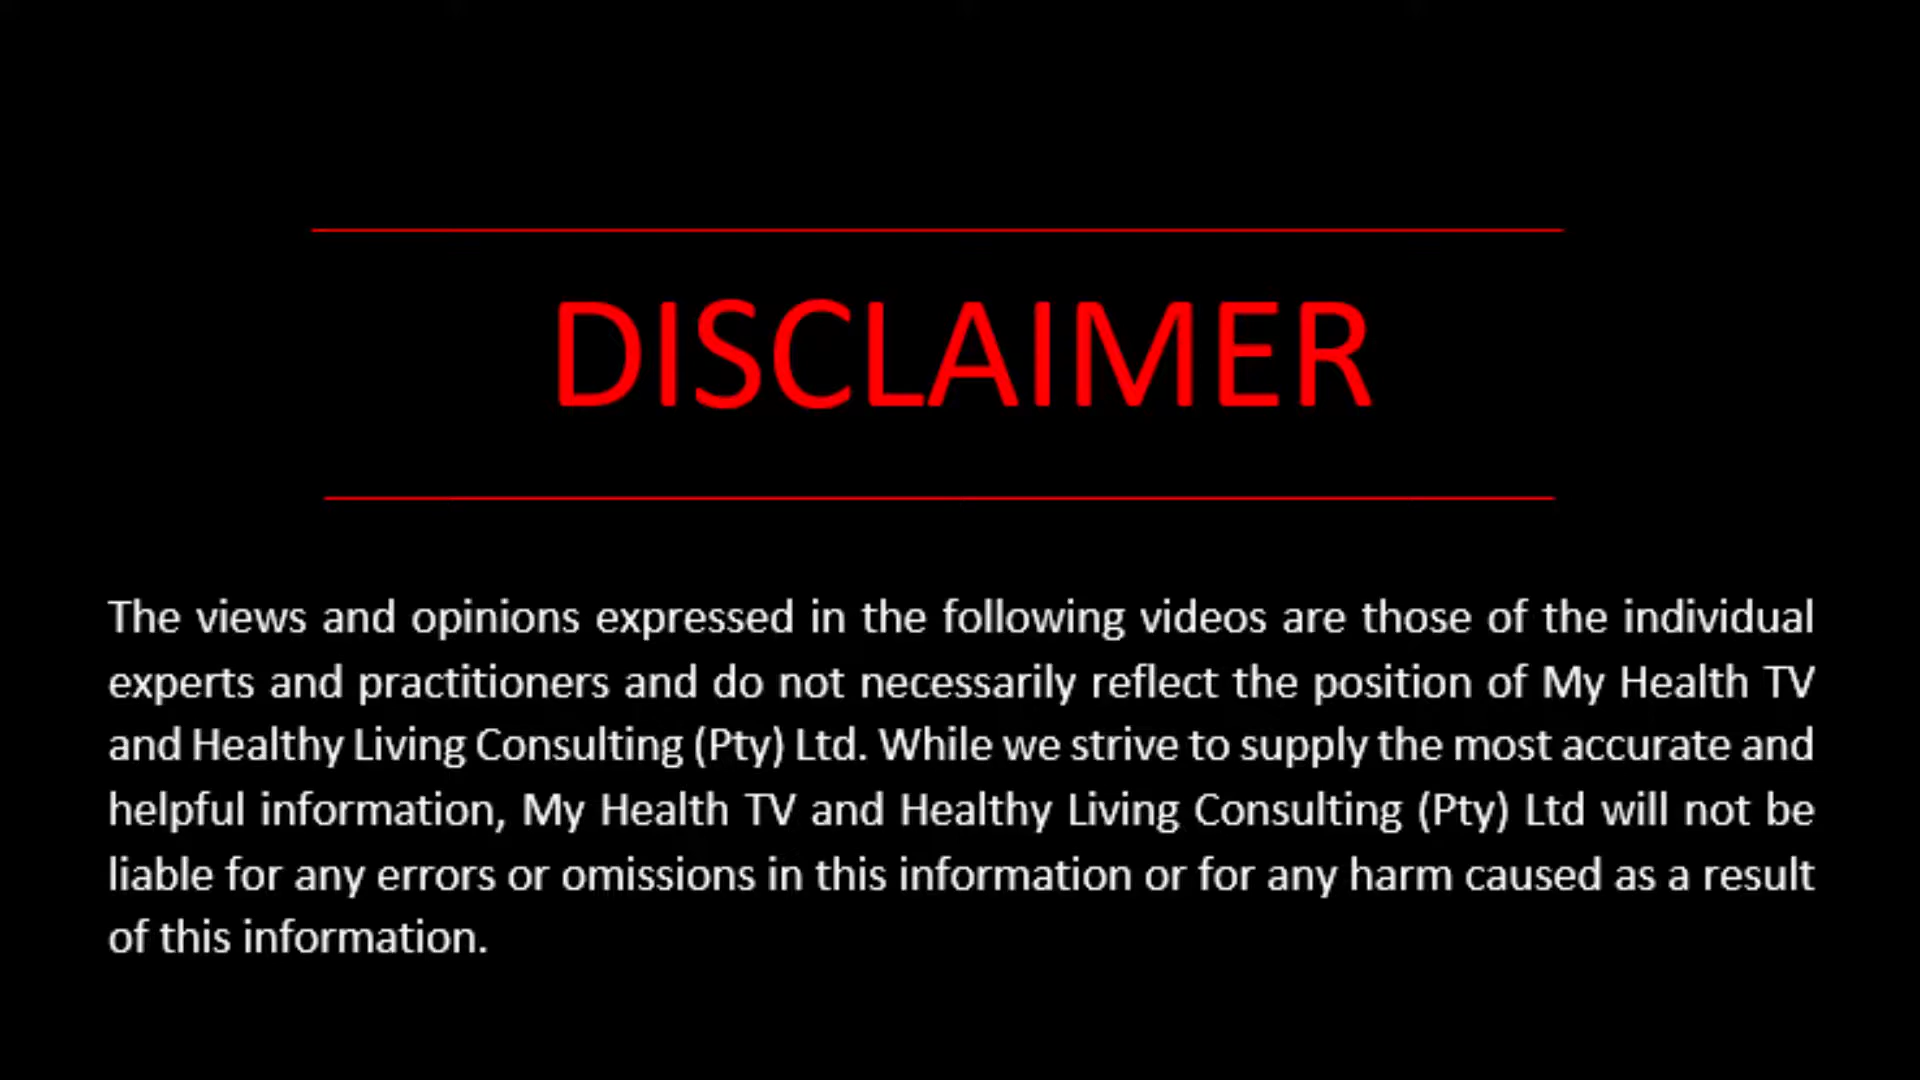 DISCLAIMER
The views and opinions expressed in the following videos are those of the individual
experts and practitioners and do not necessarily reflect the position of My Health TV
and Healthy Living Consulting (Pty) Ltd. While we strive to supply the most accurate and
helpful information, My Health TV and Healthy Living Consulting (Pty) Ltd will not be
liable for any errors or omissions in this information or for any harm caused as a result
of this information.